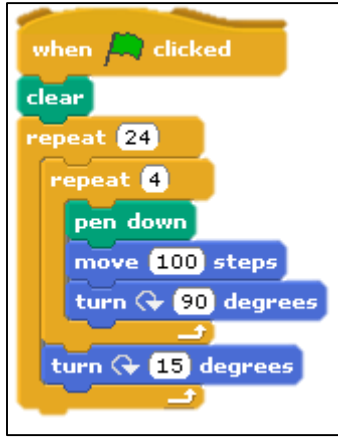 when clicked
clear
repeat 24
repeat 4
pen down
move 100 steps
turn 90 degrees
turn 15 degrees